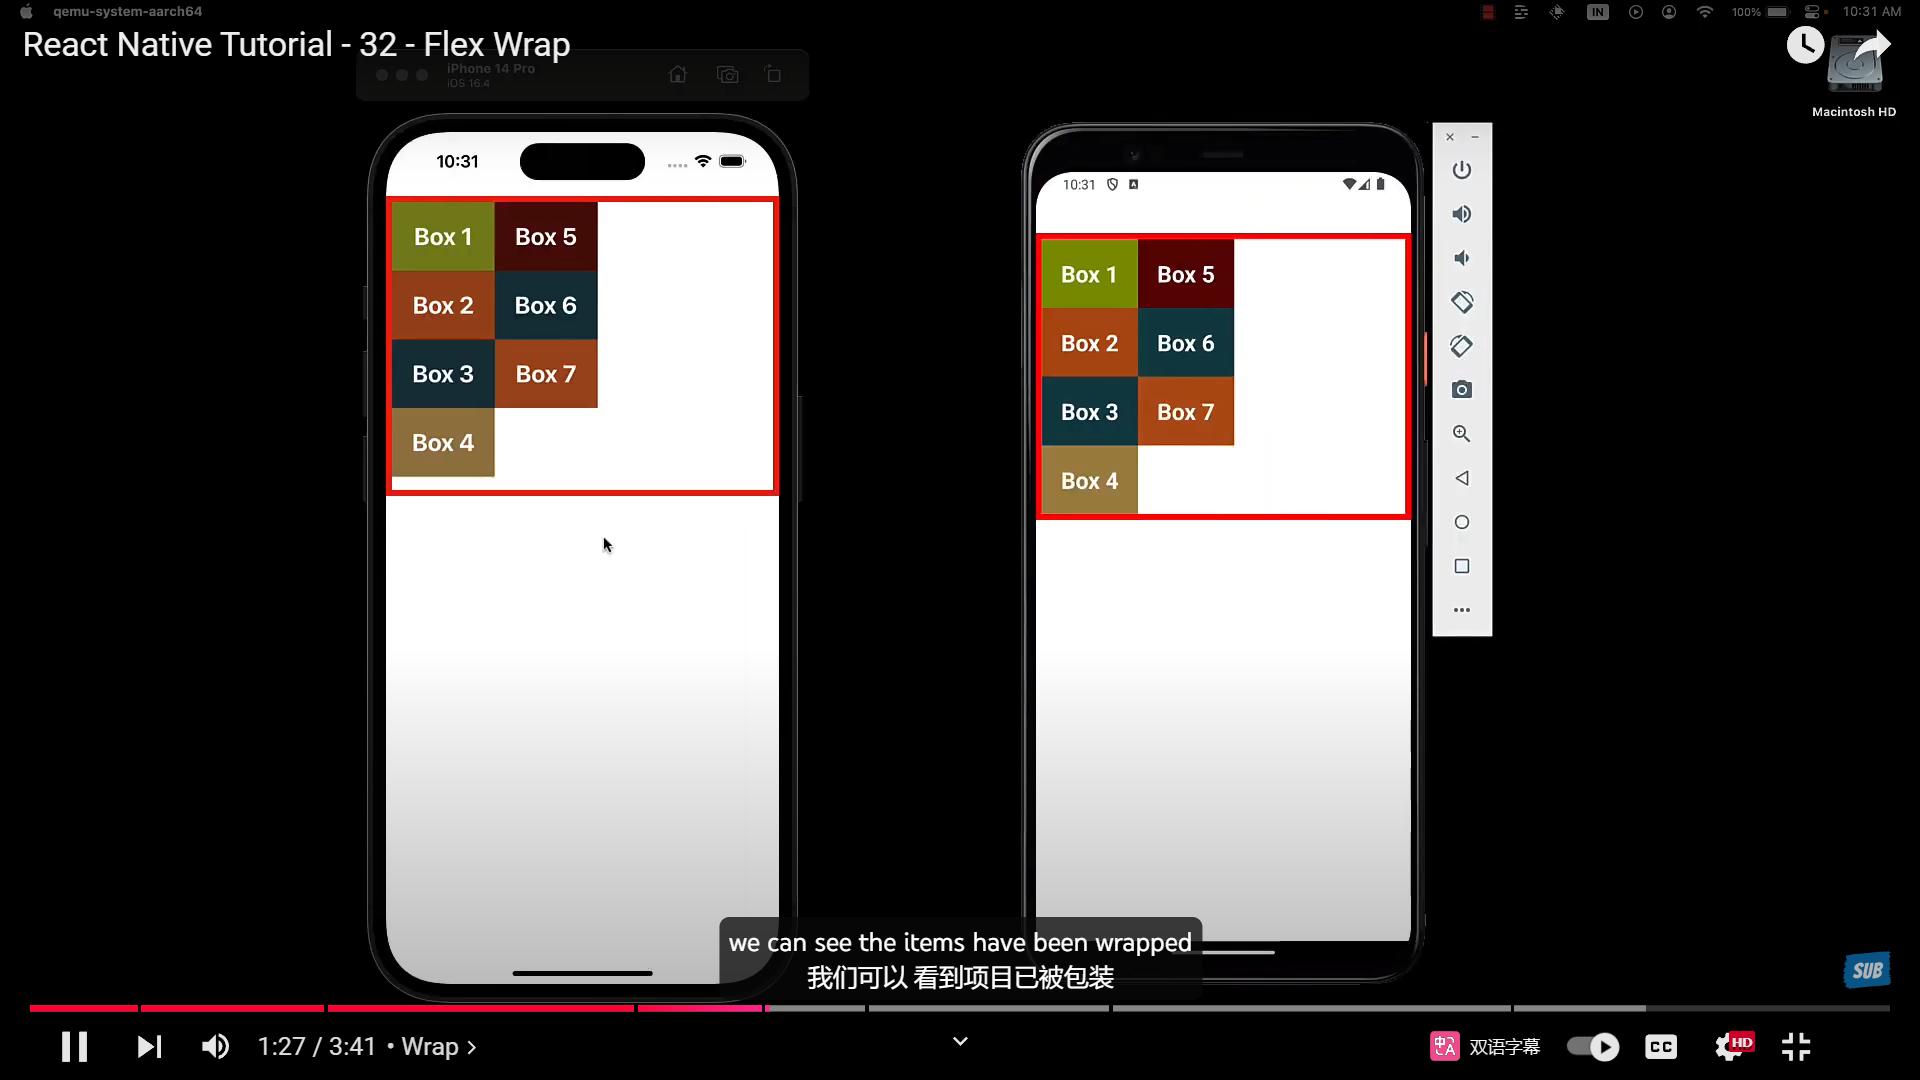 qemu-system-aarch64
IN
100%
10:31 AM
React Native Tutorial - 32 - Flex Wrap
iPhone 14 Pro
iOS 16.4
Macintosh HD
10:31
Box 1
Box 5
Box 2
Box 6
Box 3
Box 7
Box 4
10:31
Box 1
Box 5
Box 2
Box 6
Box 3
Box 7
Box 4
we can see the items have been wrapped
我们可以 看到项目已被包装
SUB
1:27 / 3:41 • Wrap
双语字幕
CC
HD